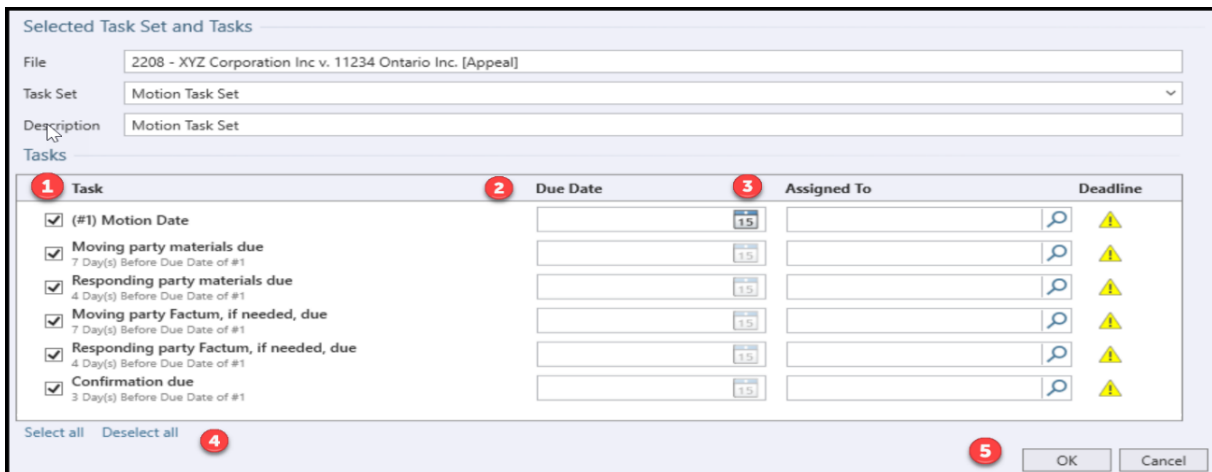 Selected Task Set and Tasks
File 2208 - XYZ Corporation Inc v. 11234 Ontario Inc. [Appeal]
Task Set Motion Task Set
Description Motion Task Set
Tasks
1 Task 2 Due Date 3 Assigned To Deadline
(#1) Motion Date 15
Moving party materials due
7 Day(s) Before Due Date of #1 15
Responding party materials due
4 Day(s) Before Due Date of #1 15
Moving party Factum, if needed, due
7 Day(s) Before Due Date of #1 15
Responding party Factum, if needed, due
4 Day(s) Before Due Date of #1 15
Confirmation due
3 Day(s) Before Due Date of #1 15
Select all Deselect all 4
5 OK Cancel